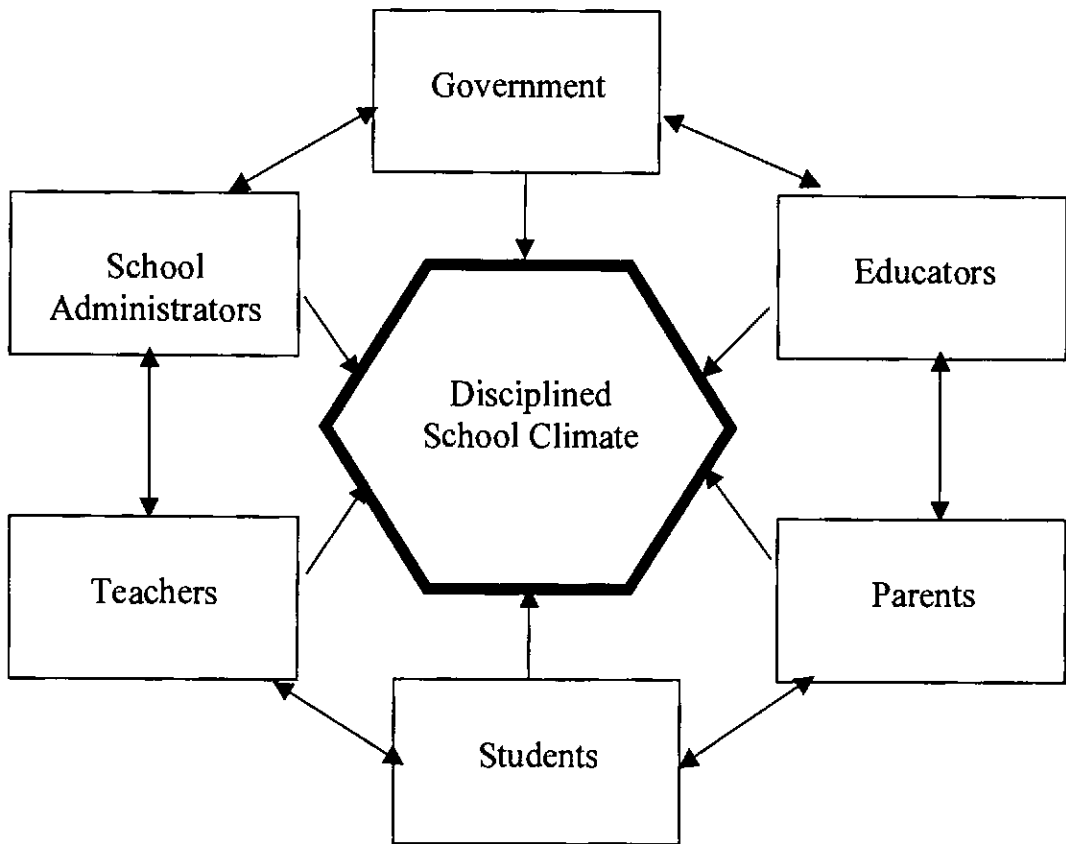 Government
School
Administrators
Educators
Disciplined
School Climate
Teachers
Parents
Students